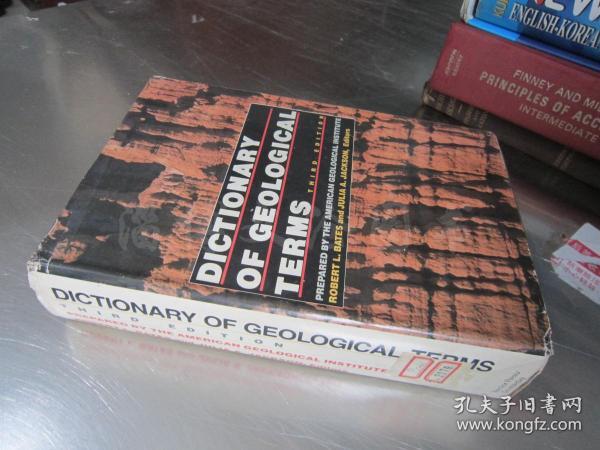 DICTIONARY
OF GEOLOGICAL
TERMS
THIRD EDITION
PREPARED BY THE AMERICAN GEOLOGICAL INSTITUTE
ROBERT L. BATES and JULIA A. JACKSON, Editors
DICTIONARY OF GEOLOGICAL TERMS
THIRD EDITION
PREPARED BY THE AMERICAN GEOLOGICAL INSTITUTE
NEW
ENGLISH-KOREAN
FINNEY AND MI
PRINCIPLES OF ACC
INTERMEDIATE
孔夫子旧书网
www.kongfz.com